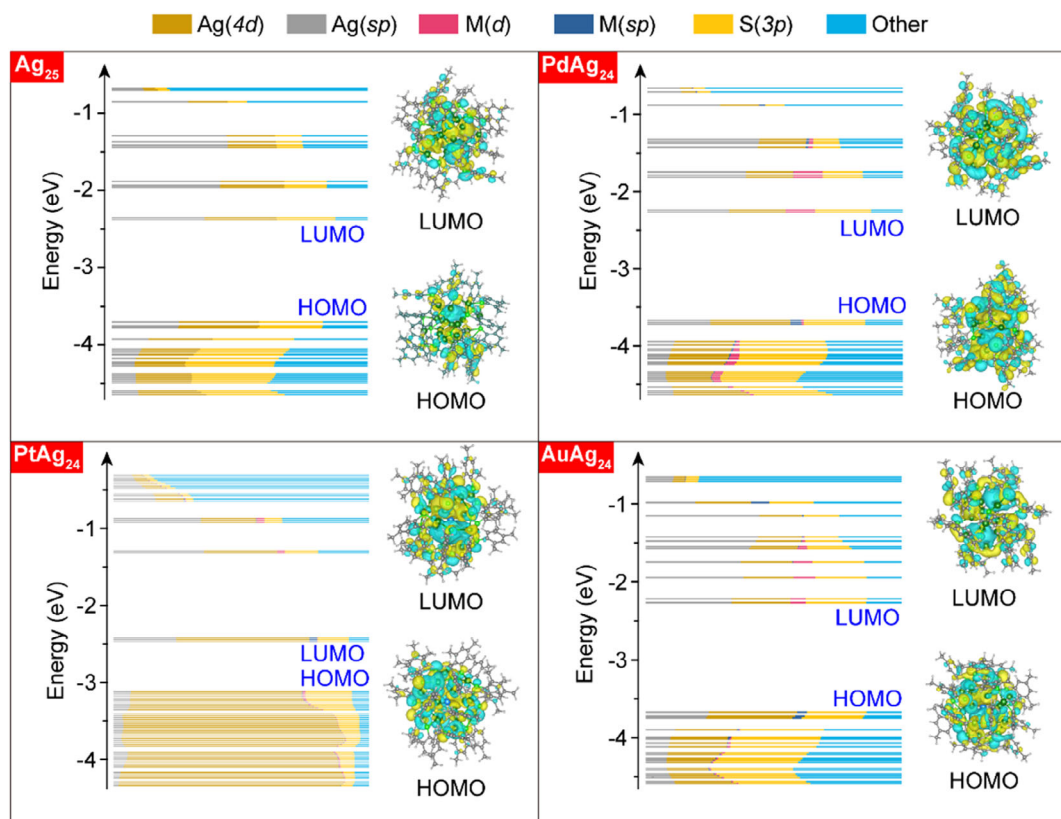 Ag(4d) Ag(sp) M(d) M(sp) S(3p) Other
Ag25
Energy (eV)
-1
-2
-3
-4
LUMO
HOMO
LUMO
HOMO
PdAg24
Energy (eV)
-1
-2
-3
-4
LUMO
HOMO
LUMO
HOMO
PtAg24
Energy (eV)
-1
-2
-3
-4
LUMO
HOMO
LUMO
HOMO
AuAg24
Energy (eV)
-1
-2
-3
-4
LUMO
HOMO
LUMO
HOMO